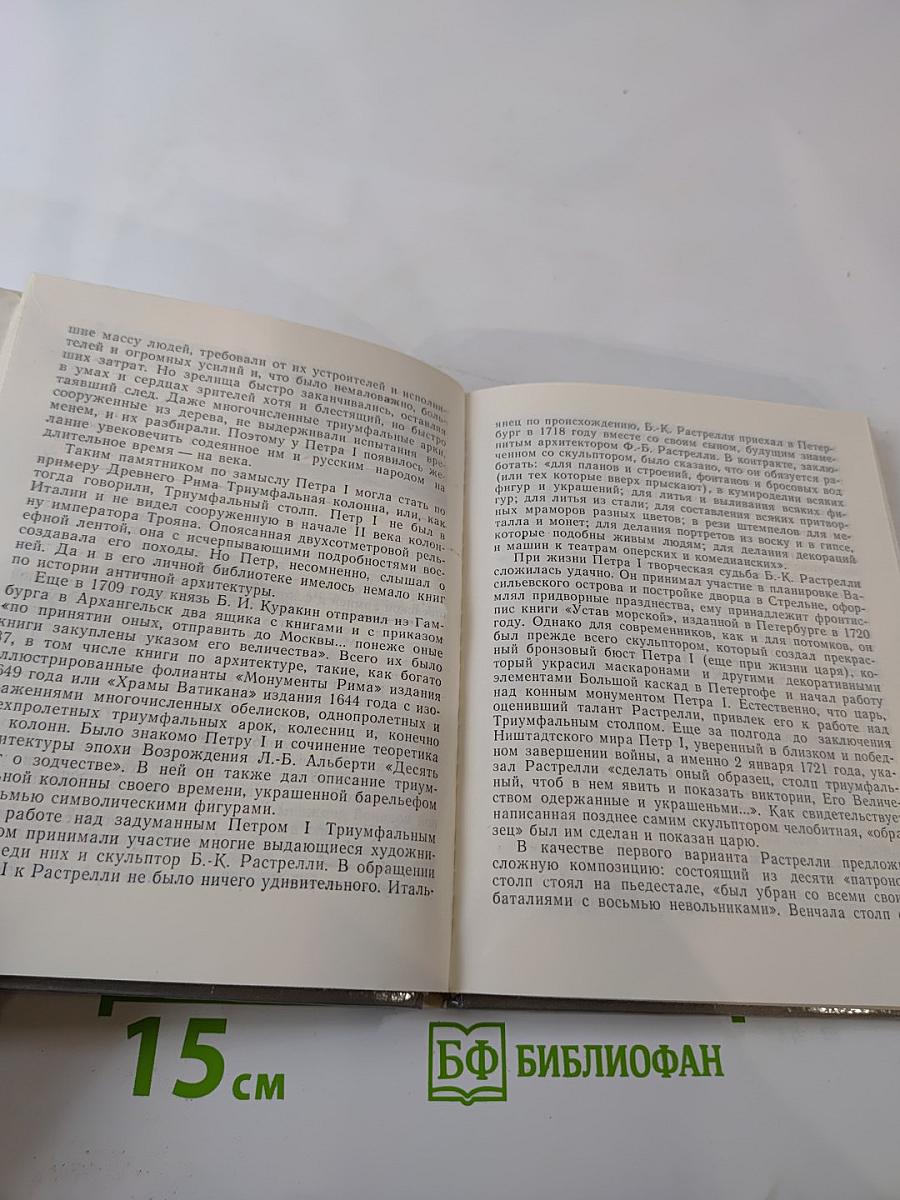 шие массу людей, требовали от их устроителей и исполни-
телей и огромных усилий и, что было немаловажно, боль-
ших затрат. Но зрелища быстро заканчивались, оставляя
в умах и сердцах зрителей хотя и блестящий, но быстро
таявший след. Даже многочисленные триумфальные арки,
сооруженные из дерева, не выдерживали испытания вре-
менем, и их разбирали. Поэтому у Петра I появилось же-
лание увековечить содеянное им и русским народом на
длительное время — на века.
Таким памятником по замыслу Петра I могла стать по
примеру Древнего Рима Триумфальная колонна, или, как
тогда говорили, Триумфальный столп. Петр I не был в
Италии и не видел сооруженную в начале II века колон-
ну императора Трояна. Опоясанная двухсотметровой рель-
ефной лентой, она с исчерпывающими подробностями вос-
создавала его походы. Но Петр, несомненно, слышал о
ней. Да и в его личной библиотеке имелось немало книг
по истории античной архитектуры.
Еще в 1709 году князь Б. И. Куракин отправил из Гам-
бурга в Архангельск два ящика с книгами и с приказом
«по принятии оных, отправить до Москвы... понеже оные
книги закуплены указом его величества». Всего их было
37, в том числе книги по архитектуре, такие, как богато
ллюстрированные фолианты «Монументы Рима» издания
649 года или «Храмы Ватикана» издания 1644 года с изо-
ражениями многочисленных обелисков, однопролетных и
ехпролетных триумфальных арок, колесниц и, конечно
колонн. Было знакомо Петру I и сочинение теоретика
итектуры эпохи Возрождения Л.-Б. Альберти «Десять
г о зодчестве». В ней он также дал описание триум-
ьной колонны своего времени, украшенной барельефом
сьмью символическими фигурами.
работе над задуманным Петром I Триумфальным
ом принимали участие многие выдающиеся художни-
еди них и скульптор Б.-К. Растрелли. В обращении
I к Растрелли не было ничего удивительного. Италь-
янец по происхождению, Б.-К. Растрелли приехал в Петер-
бург в 1718 году вместе со своим сыном, будущим знаме-
нитым архитектором Ф.-Б. Растрелли. В контракте, заклю-
ченном со скульптором, было сказано, что он обязуется ра-
ботать: «для планов и строений, фонтанов и бросовых вод
(или тех которые вверх прыскают), в кумироделии всяких
фигур и украшений; для литья и выливания всяких фи-
гур; для литья из стали; для составления всяких притвор-
ных мраморов разных цветов; в рези штемпелов для ме-
талла и монет; для делания портретов из воску и в гипсе,
которые подобны живым людям; для делания декораций
и машин к театрам оперских и комедианских».
При жизни Петра I творческая судьба Б.-К. Растрелли
сложилась удачно. Он принимал участие в планировке Ва-
сильевского острова и постройке дворца в Стрельне, офор-
млял придворные празднества, ему принадлежит фронтис-
пис книги «Устав морской», изданной в Петербурге в 1720
году. Однако для современников, как и для потомков, он
был прежде всего скульптором, который создал прекрас-
ный бронзовый бюст Петра I (еще при жизни царя), ко-
торый украсил маскаронами и другими декоративными
элементами Большой каскад в Петергофе и начал работу
над конным монументом Петра I. Естественно, что царь,
оценивший талант Растрелли, привлек его к работе над
Триумфальным столпом. Еще за полгода до заключения
Ништадтского мира Петр I, уверенный в близком и побед-
ном завершении войны, а именно 2 января 1721 года, ука-
зал Растрелли «сделать оный образец, столп триумфаль-
ный, чтоб в нем явить и показать виктории, Его Величе-
ством одержанные и украшеньми...». Как свидетельствует
написанная позднее самим скульптором челобитная, «обра
зец» был им сделан и показан царю.
В качестве первого варианта Растрелли предложи
сложную композицию: состоящий из десяти «патроно
столп стоял на пьедестале, «был убран со всеми свои
баталиями с восьмью невольниками». Венчала столп с
15 см
БФ БИБЛИОФАН